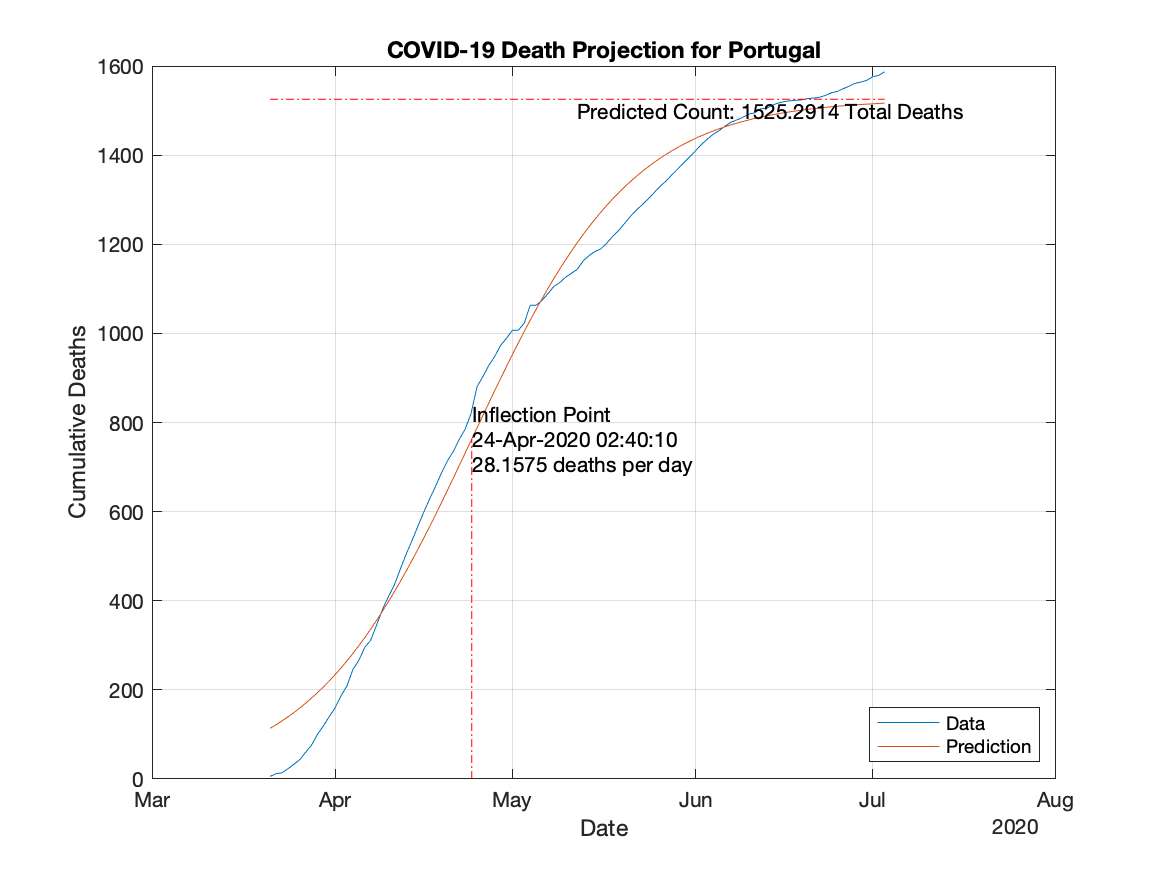 COVID-19 Death Projection for Portugal
1600
1400
1200
1000
800
600
400
200
0
Cumulative Deaths
Predicted Count: 1525.2914 Total Deaths
Inflection Point
24-Apr-2020 02:40:10
28.1575 deaths per day
Data
Prediction
Mar Apr May Jun Jul Aug
Date
2020